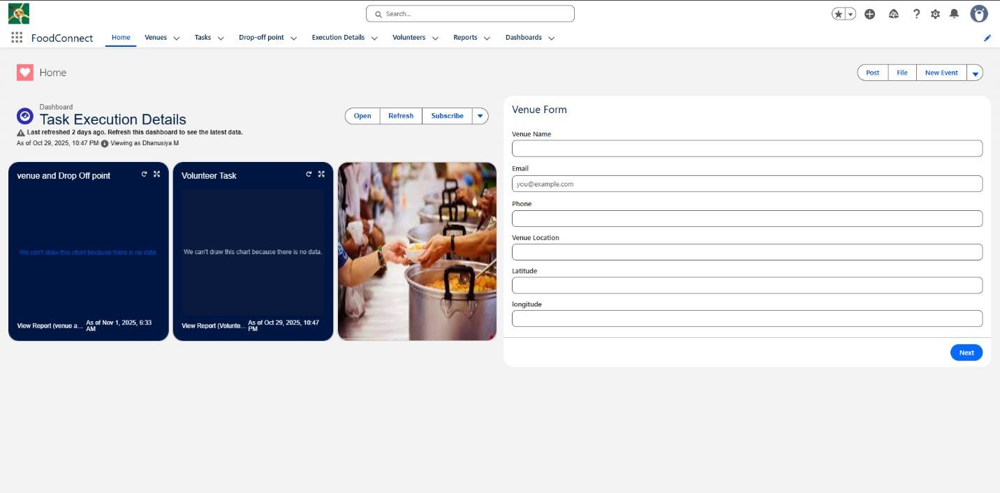 Search...
FoodConnect
Home
Venues
Tasks
Drop-off point
Execution Details
Volunteers
Reports
Dashboards
Home
Post
File
New Event
Dashboard
Task Execution Details
Last refreshed 2 days ago. Refresh this dashboard to see the latest data.
As of Oct 29, 2025, 10:47 PM·Viewing as Dhanusiya M
Open
Refresh
Subscribe
venue and Drop Off point
We can't draw this chart because there is no data.
View Report (venue a...
As of Nov 1, 2025, 6:33
AM
Volunteer Task
We can't draw this chart because there is no data.
View Report (Volunte...
As of Oct 29, 2025, 10:47
PM
Venue Form
Venue Name
Email
you@example.com
Phone
Venue Location
Latitude
longitude
Next